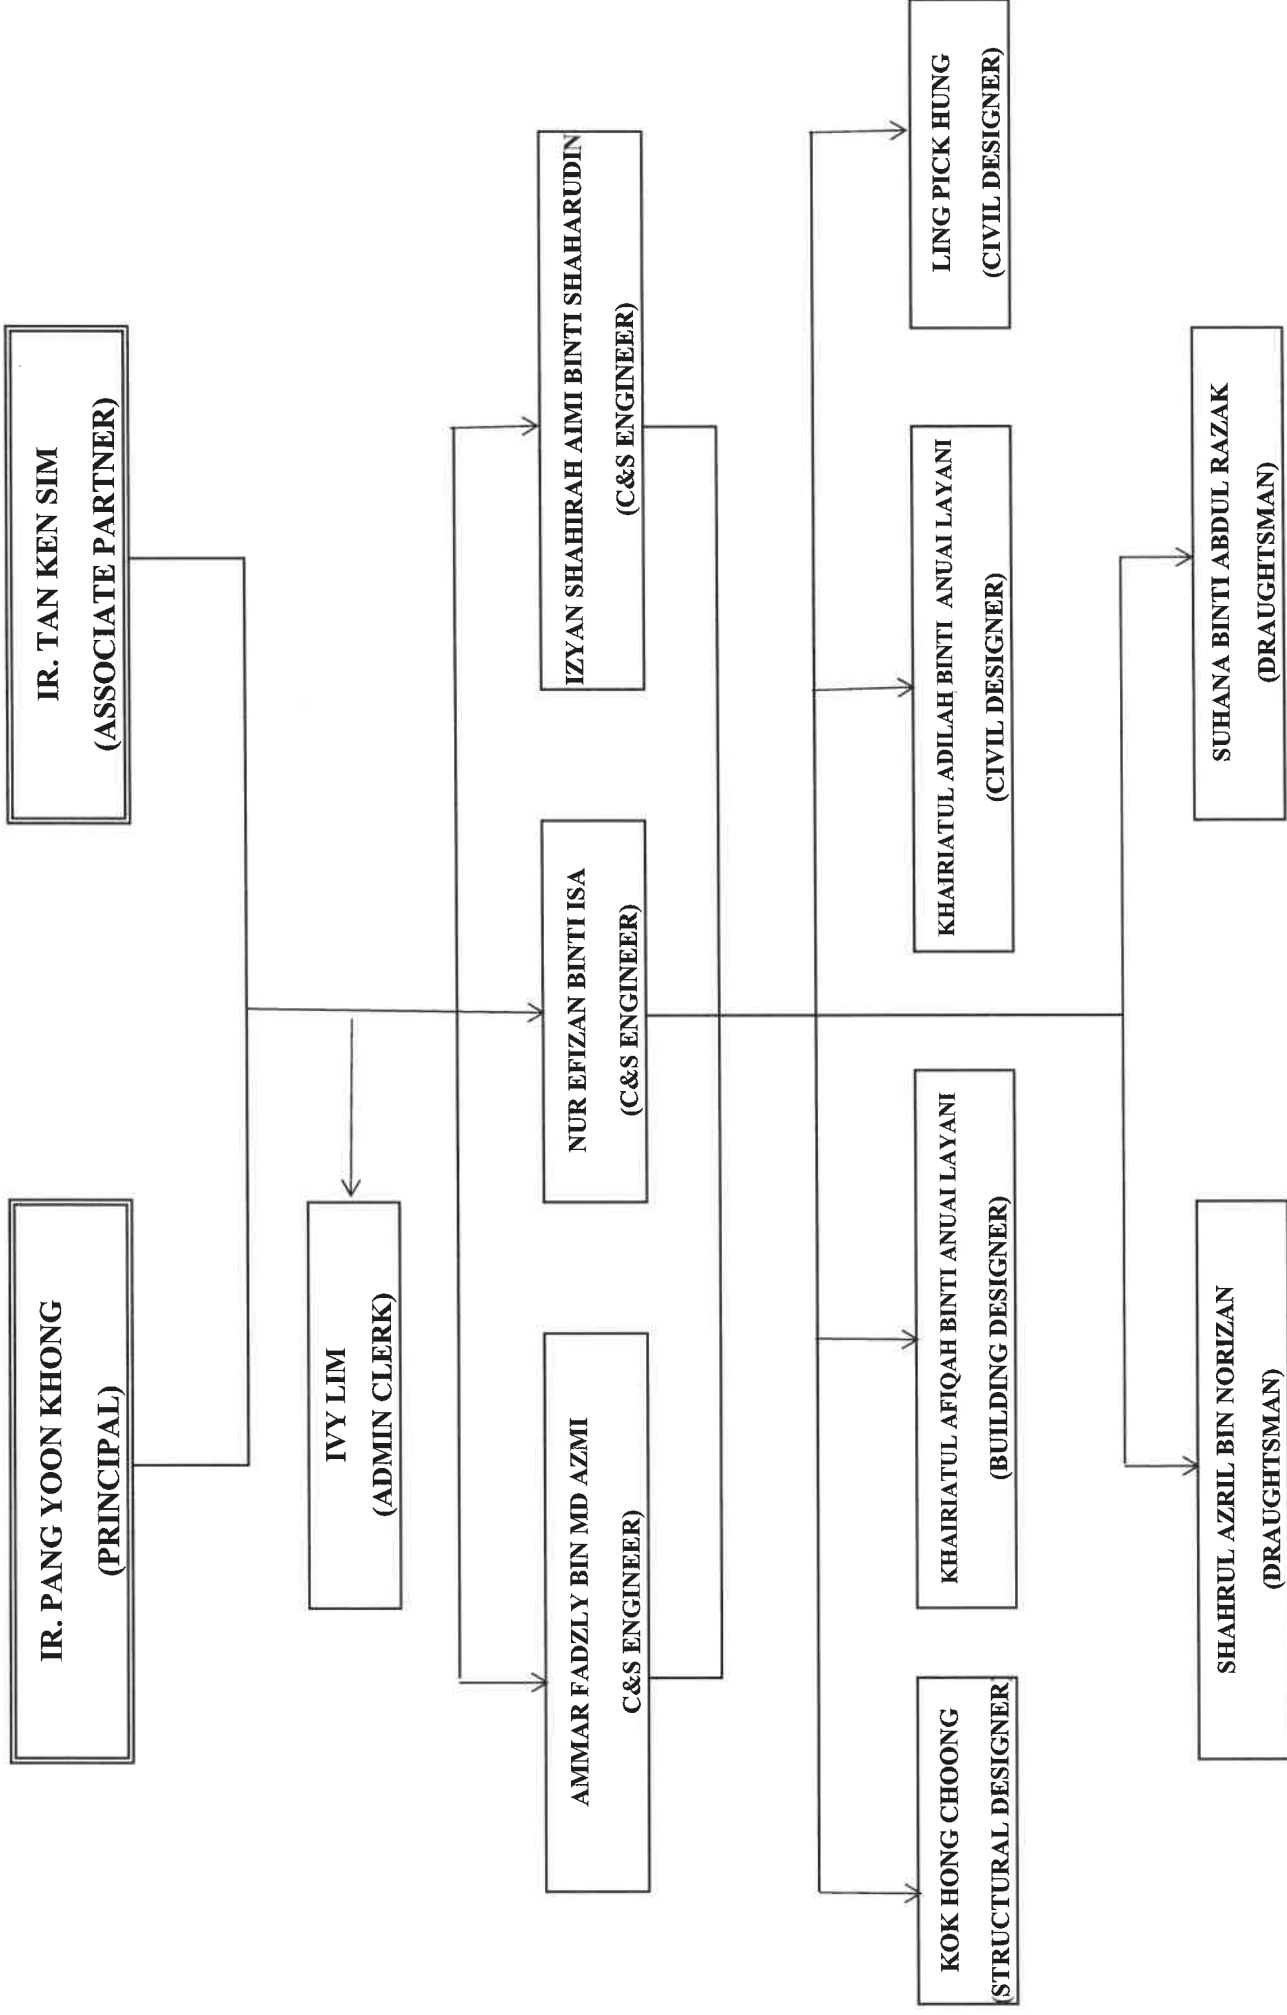 IR. PANG YOON KHONG
(PRINCIPAL)
IR. TAN KEN SIM
(ASSOCIATE PARTNER)
IVY LIM
(ADMIN CLERK)
AMMAR FADZLY BIN MD AZMI
C&S ENGINEER)
NUR EFIZAN BINTI ISA
(C&S ENGINEER)
IZYAN SHAHIRAH AIMI BINTI SHAHARUDIN
(C&S ENGINEER)
KOK HONG CHOONG
(STRUCTURAL DESIGNER)
KHAIRIATUL AFIQAH BINTI ANUAI LAYANI
(BUILDING DESIGNER)
KHAIRIATUL ADILAH BINTI ANUAI LAYANI
(CIVIL DESIGNER)
LING PICK HUNG
(CIVIL DESIGNER)
SHAHRUL AZRIL BIN NORIZAN
(DRAUGHTSMAN)
SUHANA BINTI ABDUL RAZAK
(DRAUGHTSMAN)